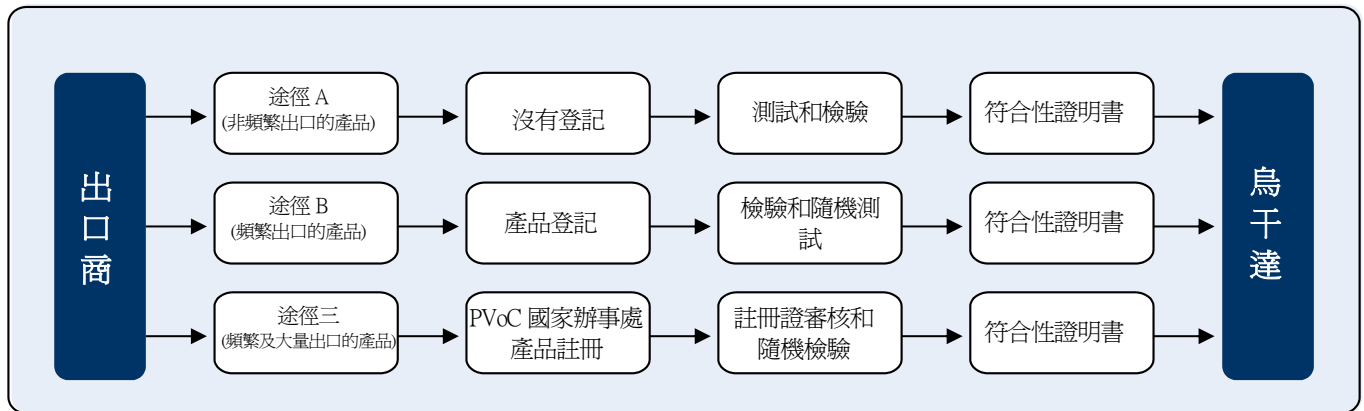 出口商
途徑 A
(非頻繁出口的產品)
沒有登記
測試和檢驗
符合性證明書
途徑 B
(頻繁出口的產品)
產品登記
檢驗和隨機測
試
符合性證明書
途徑三
(頻繁及大量出口的產品)
PVoC 國家辦事處
產品註冊
註冊證審核和
隨機檢驗
符合性證明書
烏干達